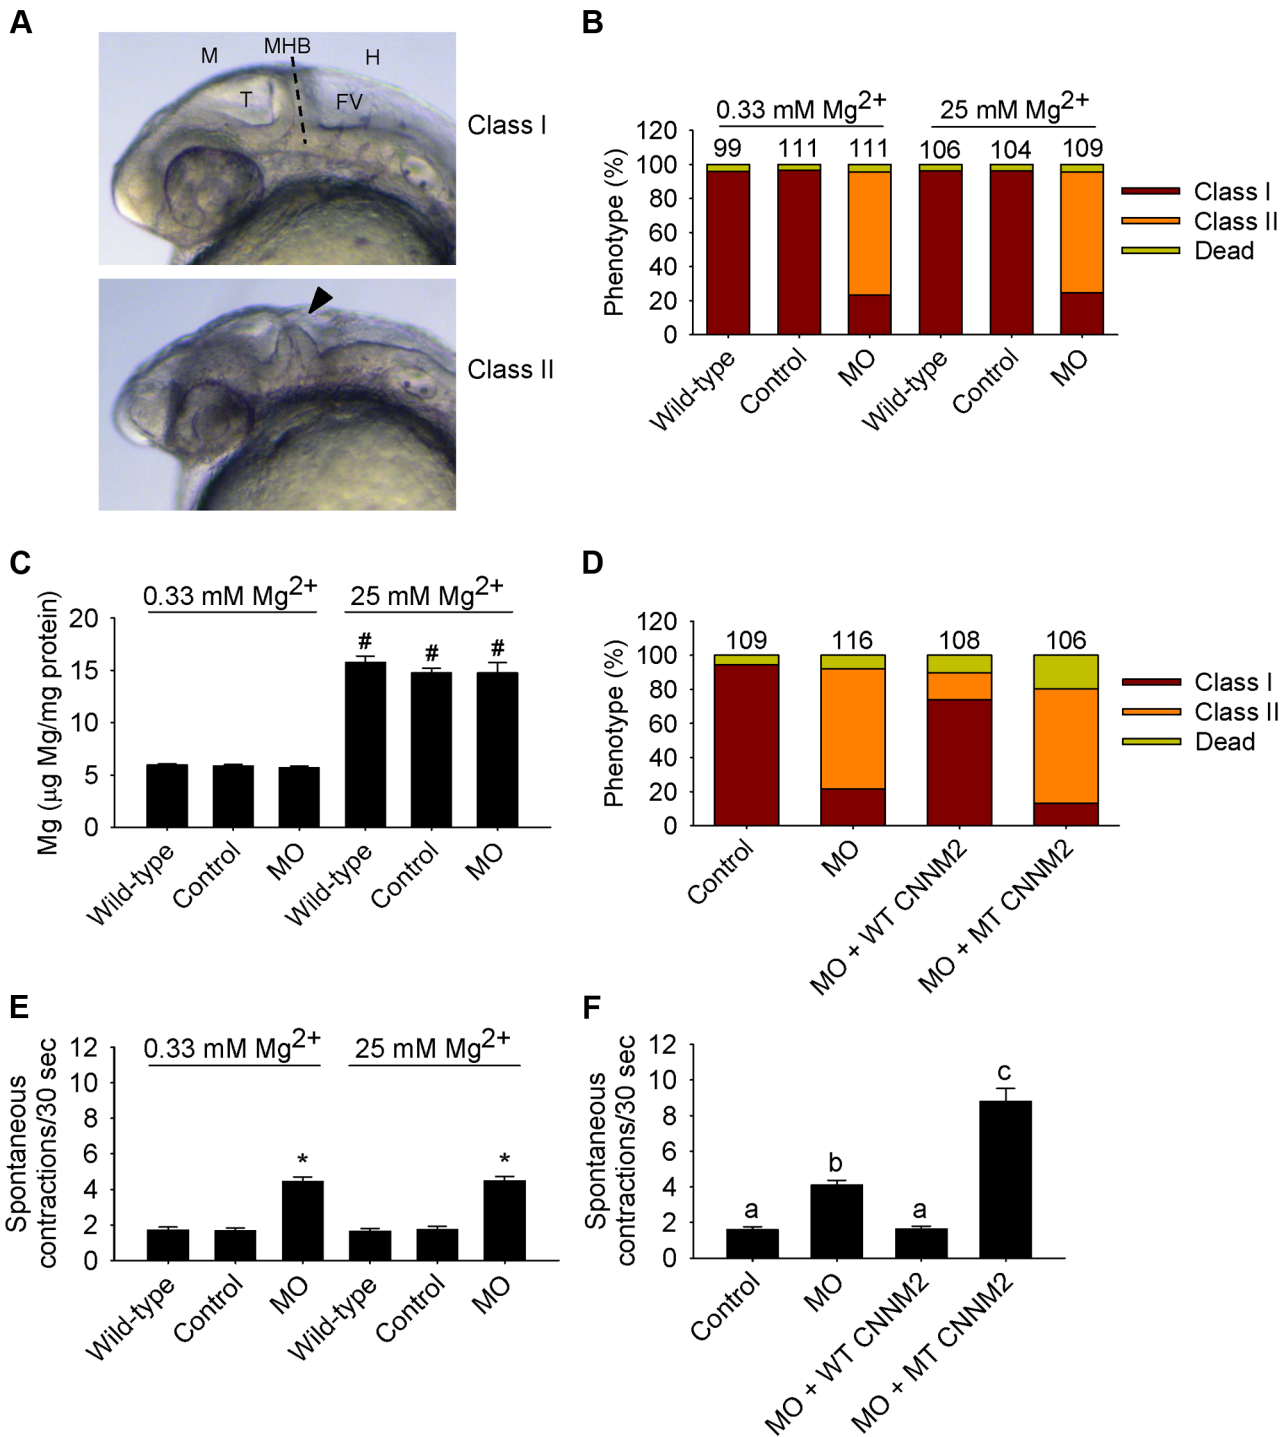 A
M
MHB
H
T
FV
Class I
Class II
B
0.33 mM Mg2+
25 mM Mg2+
Phenotype (%)
120
100
80
60
40
20
0
99
111
111
106
104
109
Wild-type
Control
MO
Wild-type
Control
MO
Class I
Class II
Dead
C
0.33 mM Mg2+
25 mM Mg2+
Mg (µg Mg/mg protein)
20
15
10
5
0
#
#
#
Wild-type
Control
MO
Wild-type
Control
MO
D
Phenotype (%)
120
100
80
60
40
20
0
109
116
108
106
Control
MO
MO + WT CNNM2
MO + MT CNNM2
Class I
Class II
Dead
E
0.33 mM Mg2+
25 mM Mg2+
Spontaneous
contractions/30 sec
12
10
8
6
4
2
0
*
*
Wild-type
Control
MO
Wild-type
Control
MO
F
Spontaneous
contractions/30 sec
12
10
8
6
4
2
0
a
b
a
c
Control
MO
MO + WT CNNM2
MO + MT CNNM2